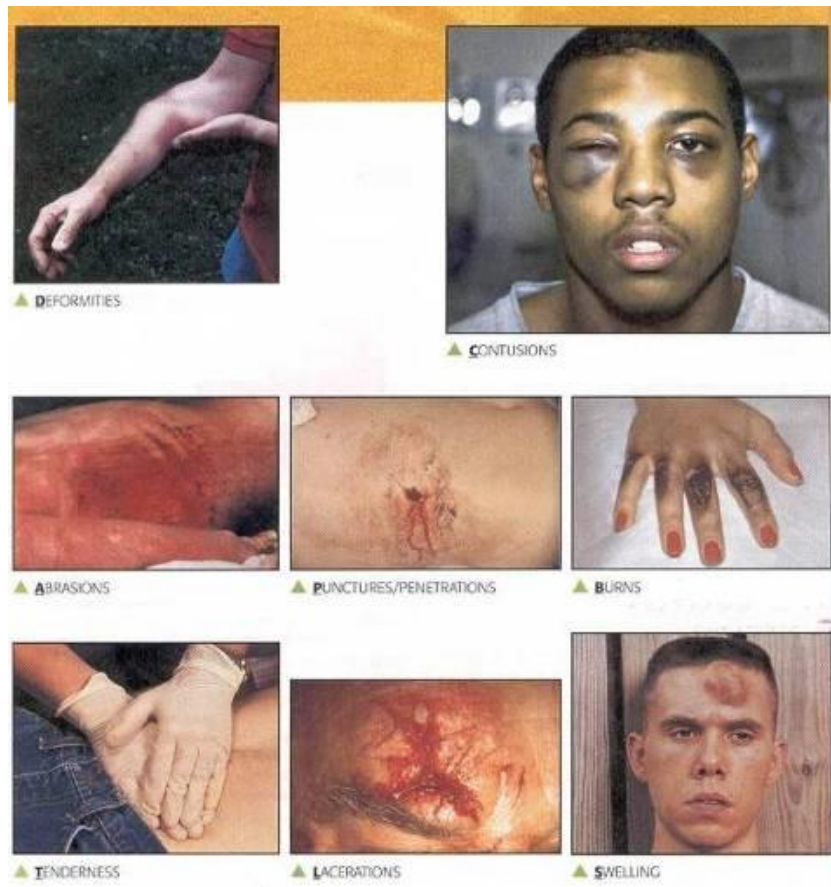 ▲ DEFORMITIES
▲ CONTUSIONS
▲ ABRASIONS
▲ PUNCTURES/PENETRATIONS
▲ BURNS
▲ TENDERNESS
▲ LACERATIONS
▲ SWELLING